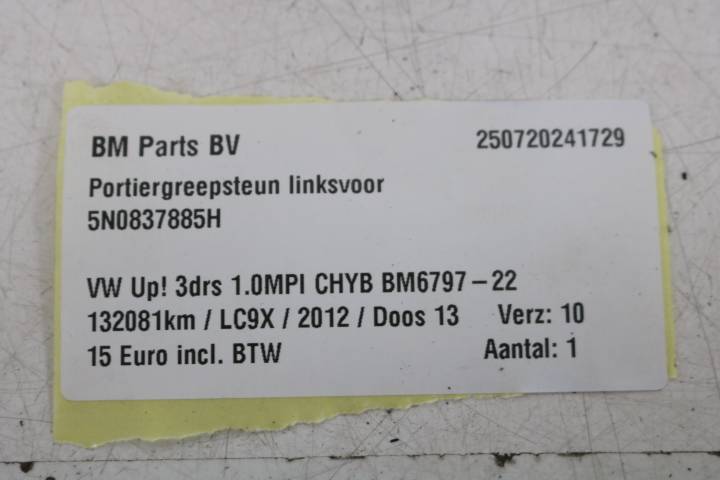 BM Parts BV 250720241729
Portiergreepsteun linksvoor
5N0837885H
VW Up! 3drs 1.0MPI CHYB BM6797-22
132081km / LC9X / 2012 / Doos 13 Verz: 10
15 Euro incl. BTW Aantal: 1